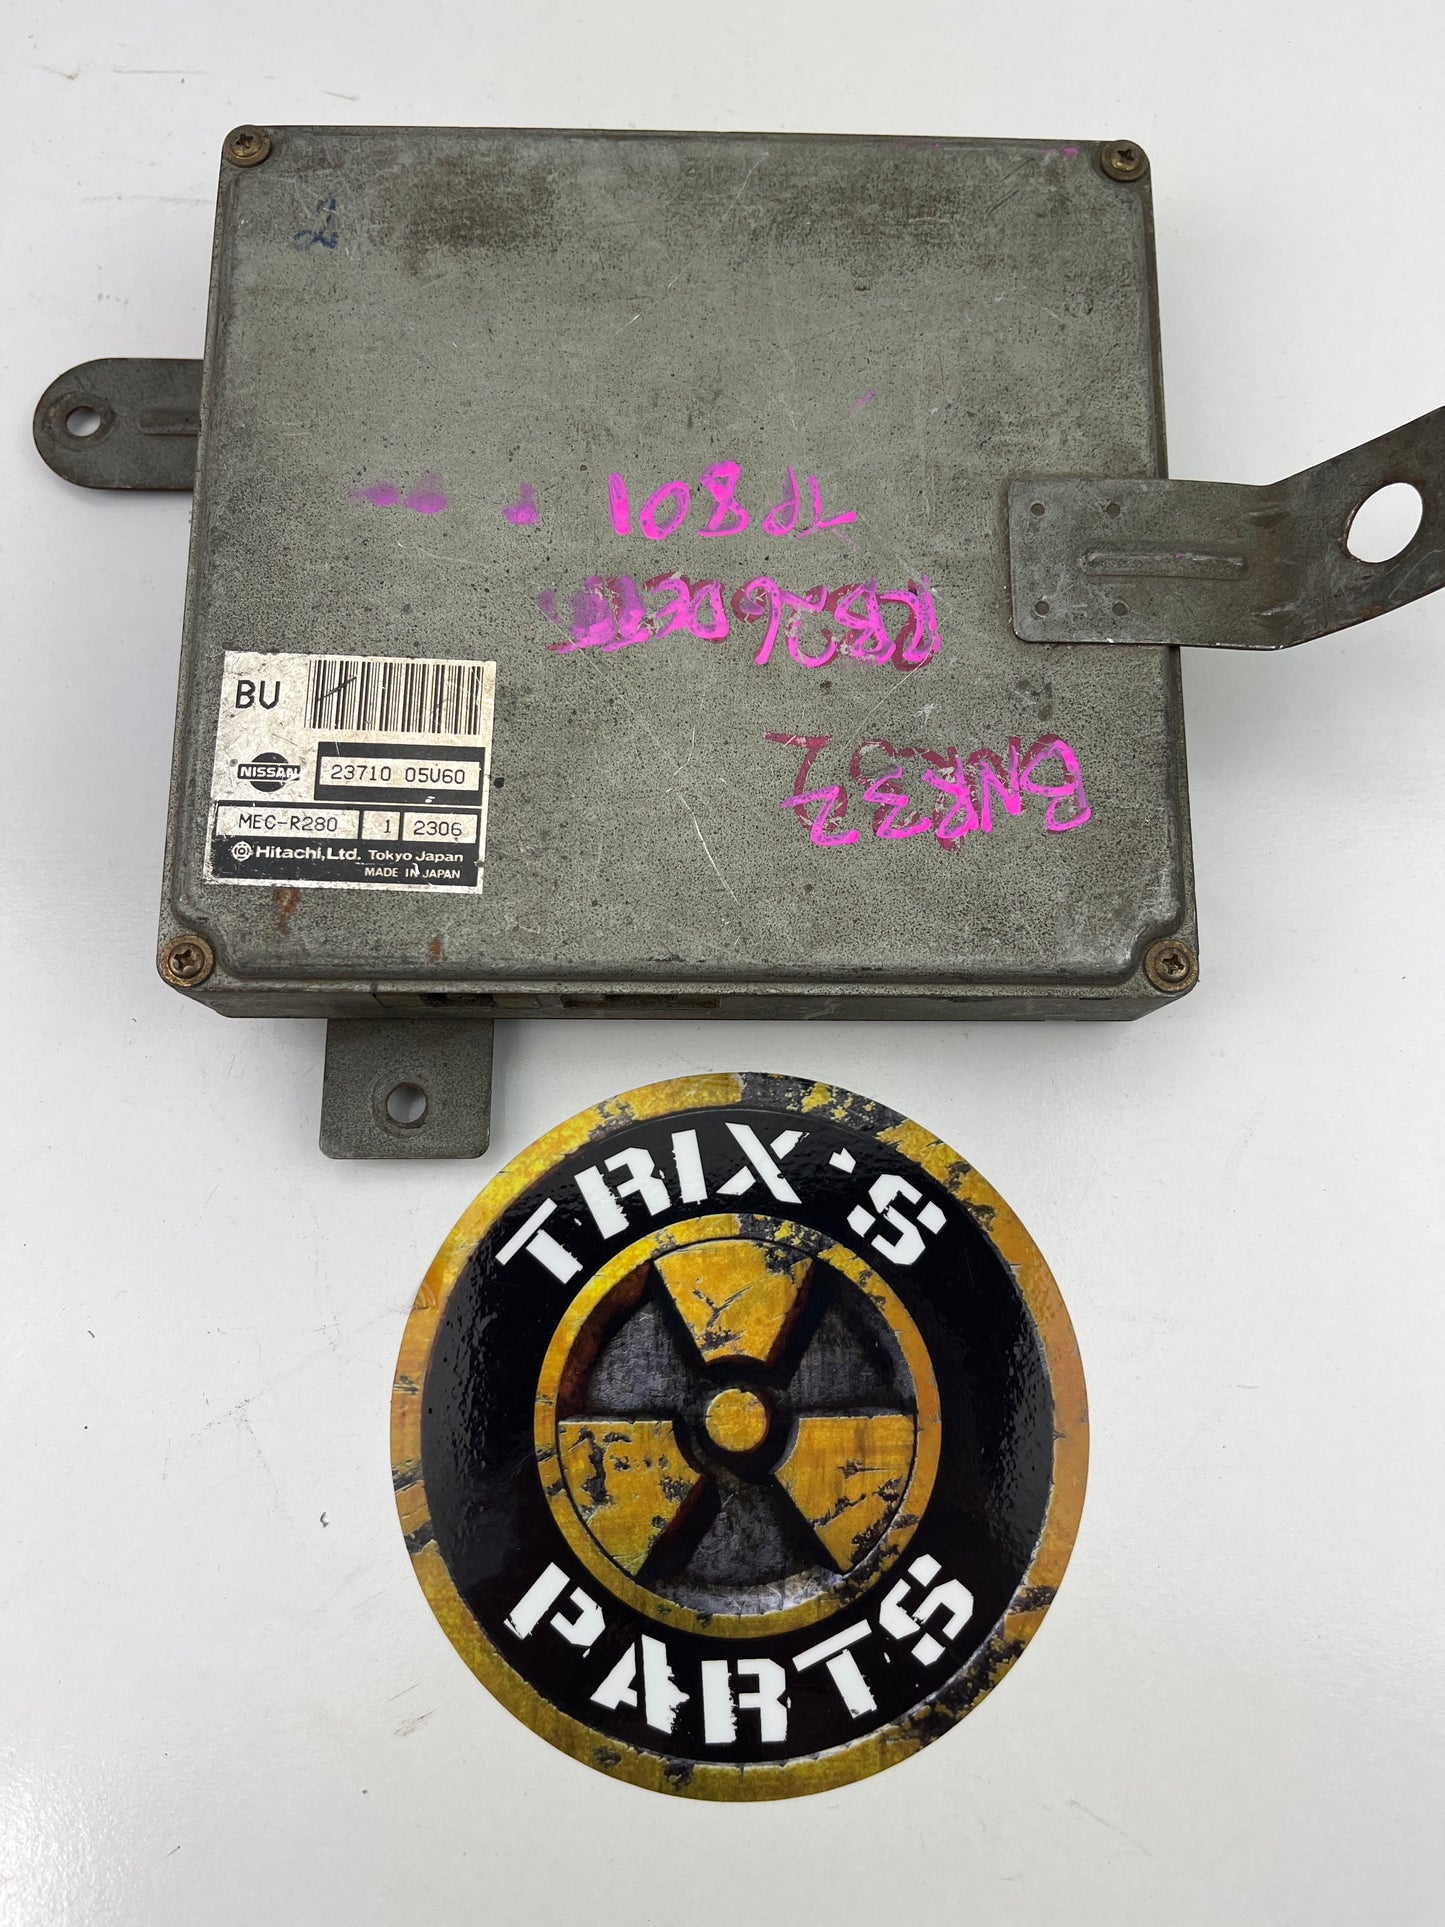 TP801
RB26DETT
BNR32
BV
NISSAN
23710 05U60
MEC-R280 1 2306
Hitachi, Ltd. Tokyo Japan
MADE IN JAPAN
TRIX'S
PARTS